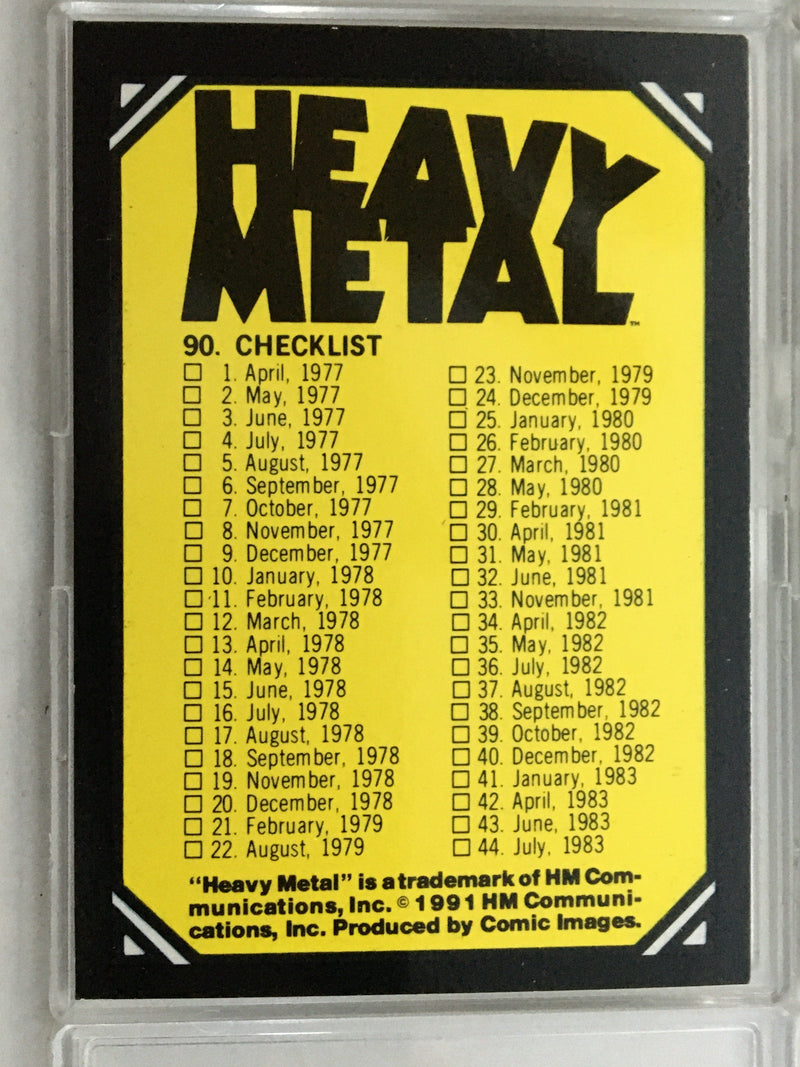 HEAVY
METAL
™
90. CHECKLIST
1. April, 1977
2. May, 1977
3. June, 1977
4. July, 1977
5. August, 1977
6. September, 1977
7. October, 1977
8. November, 1977
9. December, 1977
10. January, 1978
11. February, 1978
12. March, 1978
13. April, 1978
14. May, 1978
15. June, 1978
16. July, 1978
17. August, 1978
18. September, 1978
19. November, 1978
20. December, 1978
21. February, 1979
22. August, 1979
23. November, 1979
24. December, 1979
25. January, 1980
26. February, 1980
27. March, 1980
28. May, 1980
29. February, 1981
30. April, 1981
31. May, 1981
32. June, 1981
33. November, 1981
34. April, 1982
35. May, 1982
36. July, 1982
37. August, 1982
38. September, 1982
39. October, 1982
40. December, 1982
41. January, 1983
42. April, 1983
43. June, 1983
44. July, 1983
"Heavy Metal" is a trademark of HM Com-
munications, Inc. © 1991 HM Communi-
cations, Inc. Produced by Comic Images.